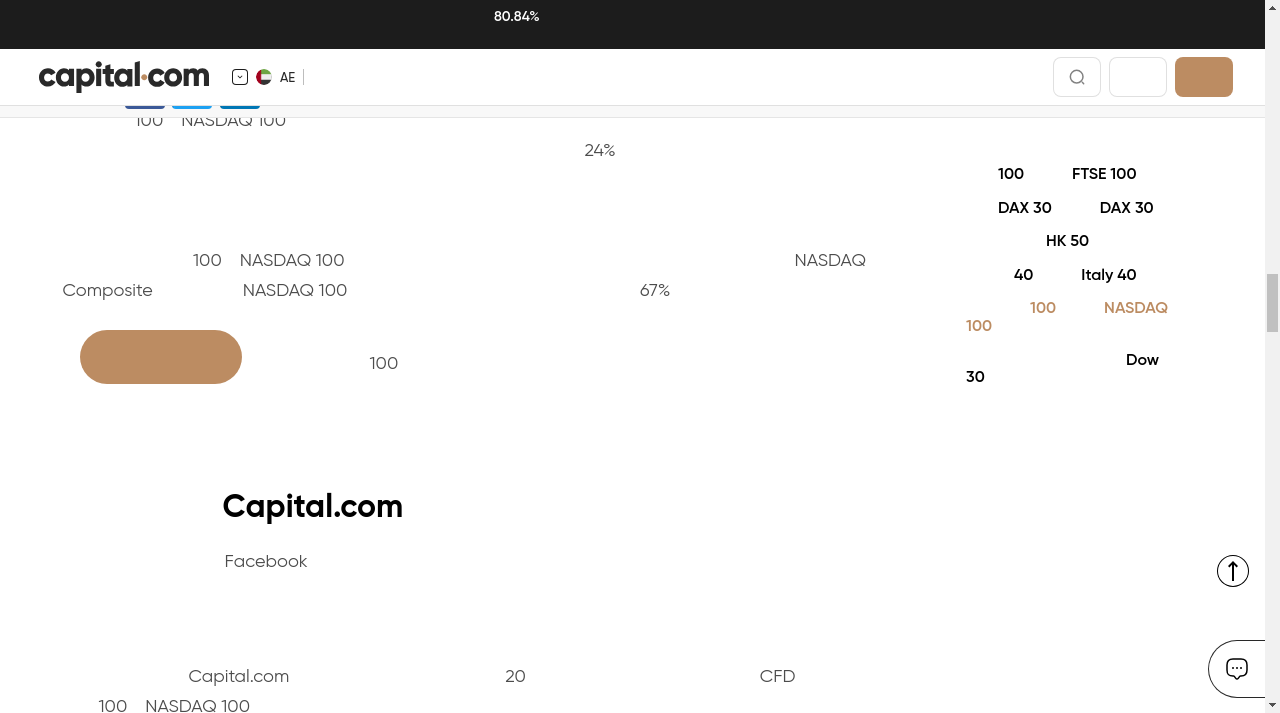 80.84%
capital.com AE
100 NASDAQ 100
24%
100 NASDAQ 100 NASDAQ
Composite NASDAQ 100 67%
100
Capital.com
Facebook
Capital.com 20 CFD
100 NASDAQ 100
100 FTSE 100
DAX 30 DAX 30
HK 50
40 Italy 40
100 NASDAQ
100
Dow
30